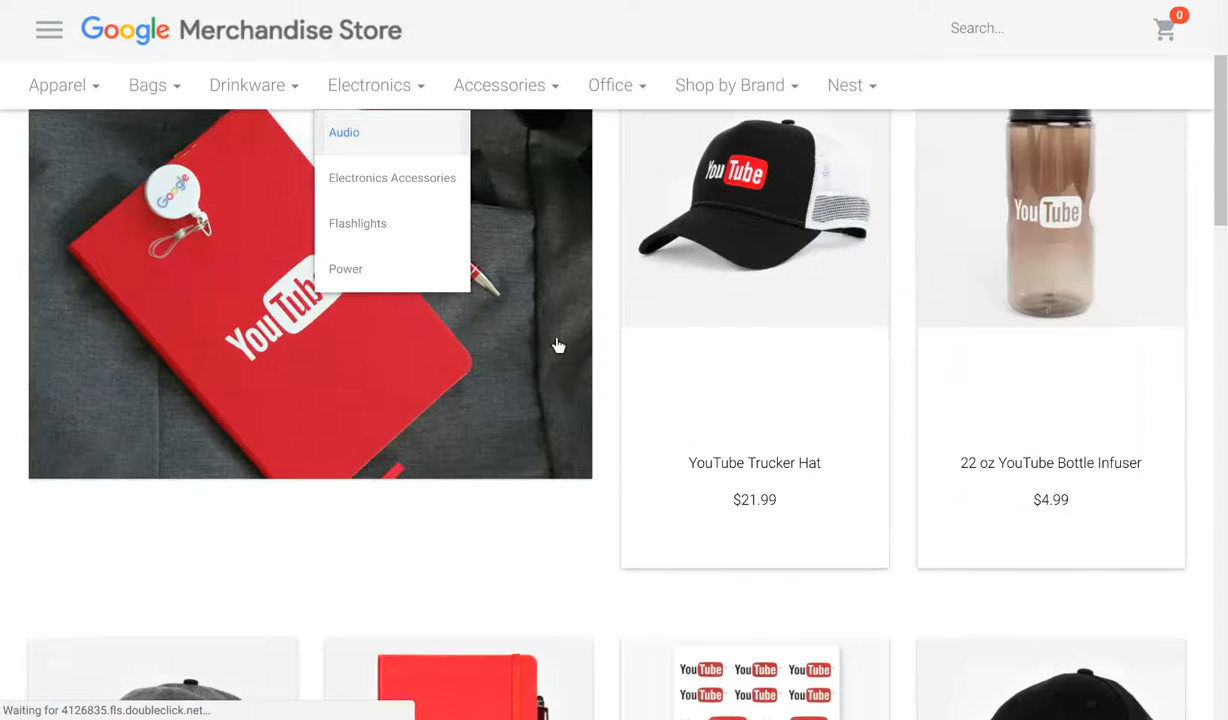 Google Merchandise Store
Search...
0
Apparel
Bags
Drinkware
Electronics
Accessories
Office
Shop by Brand
Nest
Audio
Electronics Accessories
Flashlights
Power
Google
YouTube
YouTube
YouTube
YouTube Trucker Hat
$21.99
22 oz YouTube Bottle Infuser
$4.99
YouTube YouTube YouTube
YouTube YouTube YouTube
Waiting for 4126835.fls.doubleclick.net...